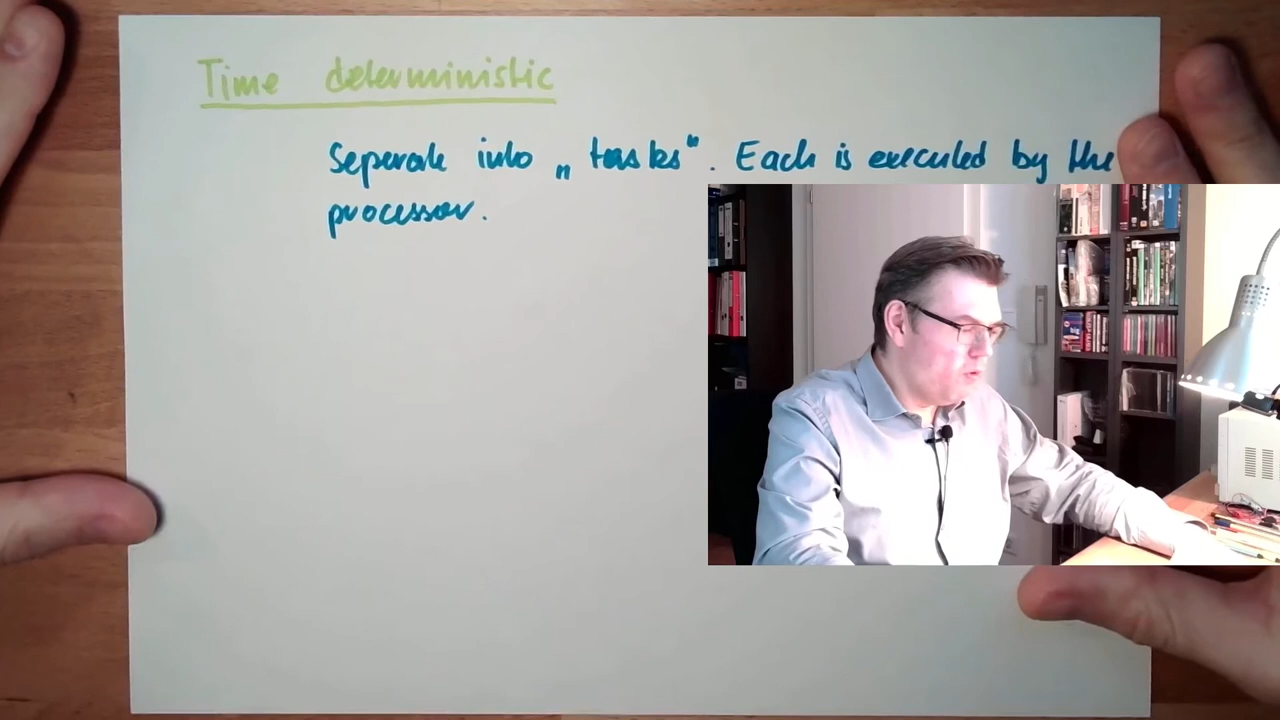 Time deterministic
Seperate into „tasks“. Each is executed by the
processor.